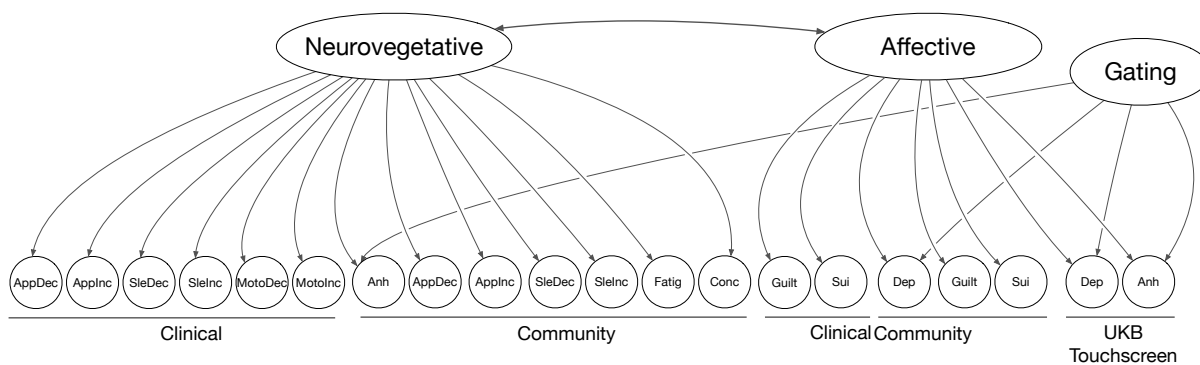 Neurovegetative
Affective
Gating
AppDec AppInc SleDec SleInc MotoDec MotoInc Anh AppDec AppInc SleDec SleInc Fatig Conc Guilt Sui Dep Guilt Sui Dep Anh
Clinical Community Clinical Community UKB
Touchscreen